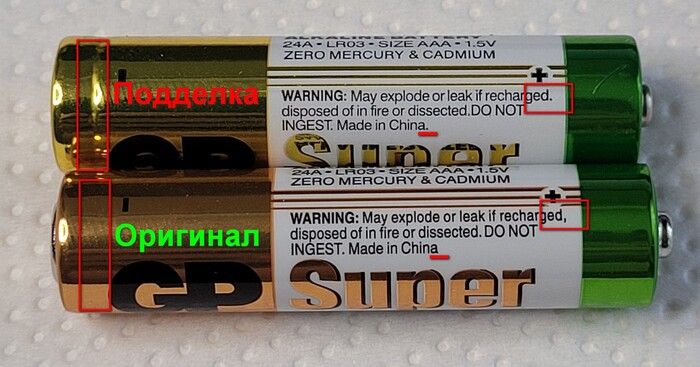 ALKALINE BATTERY
24A • LR03 • SIZE AAA • 1.5V
ZERO MERCURY & CADMIUM
+
-
Подделка
WARNING: May explode or leak if recharged.
disposed of in fire or dissected.DO NOT
INGEST. Made in China.
GP Super
24A • LR03 • SIZE AAA • 1.5V
ZERO MERCURY & CADMIUM
+
-
Оригинал
WARNING: May explode or leak if recharged,
disposed of in fire or dissected. DO NOT
INGEST. Made in China
GP Super